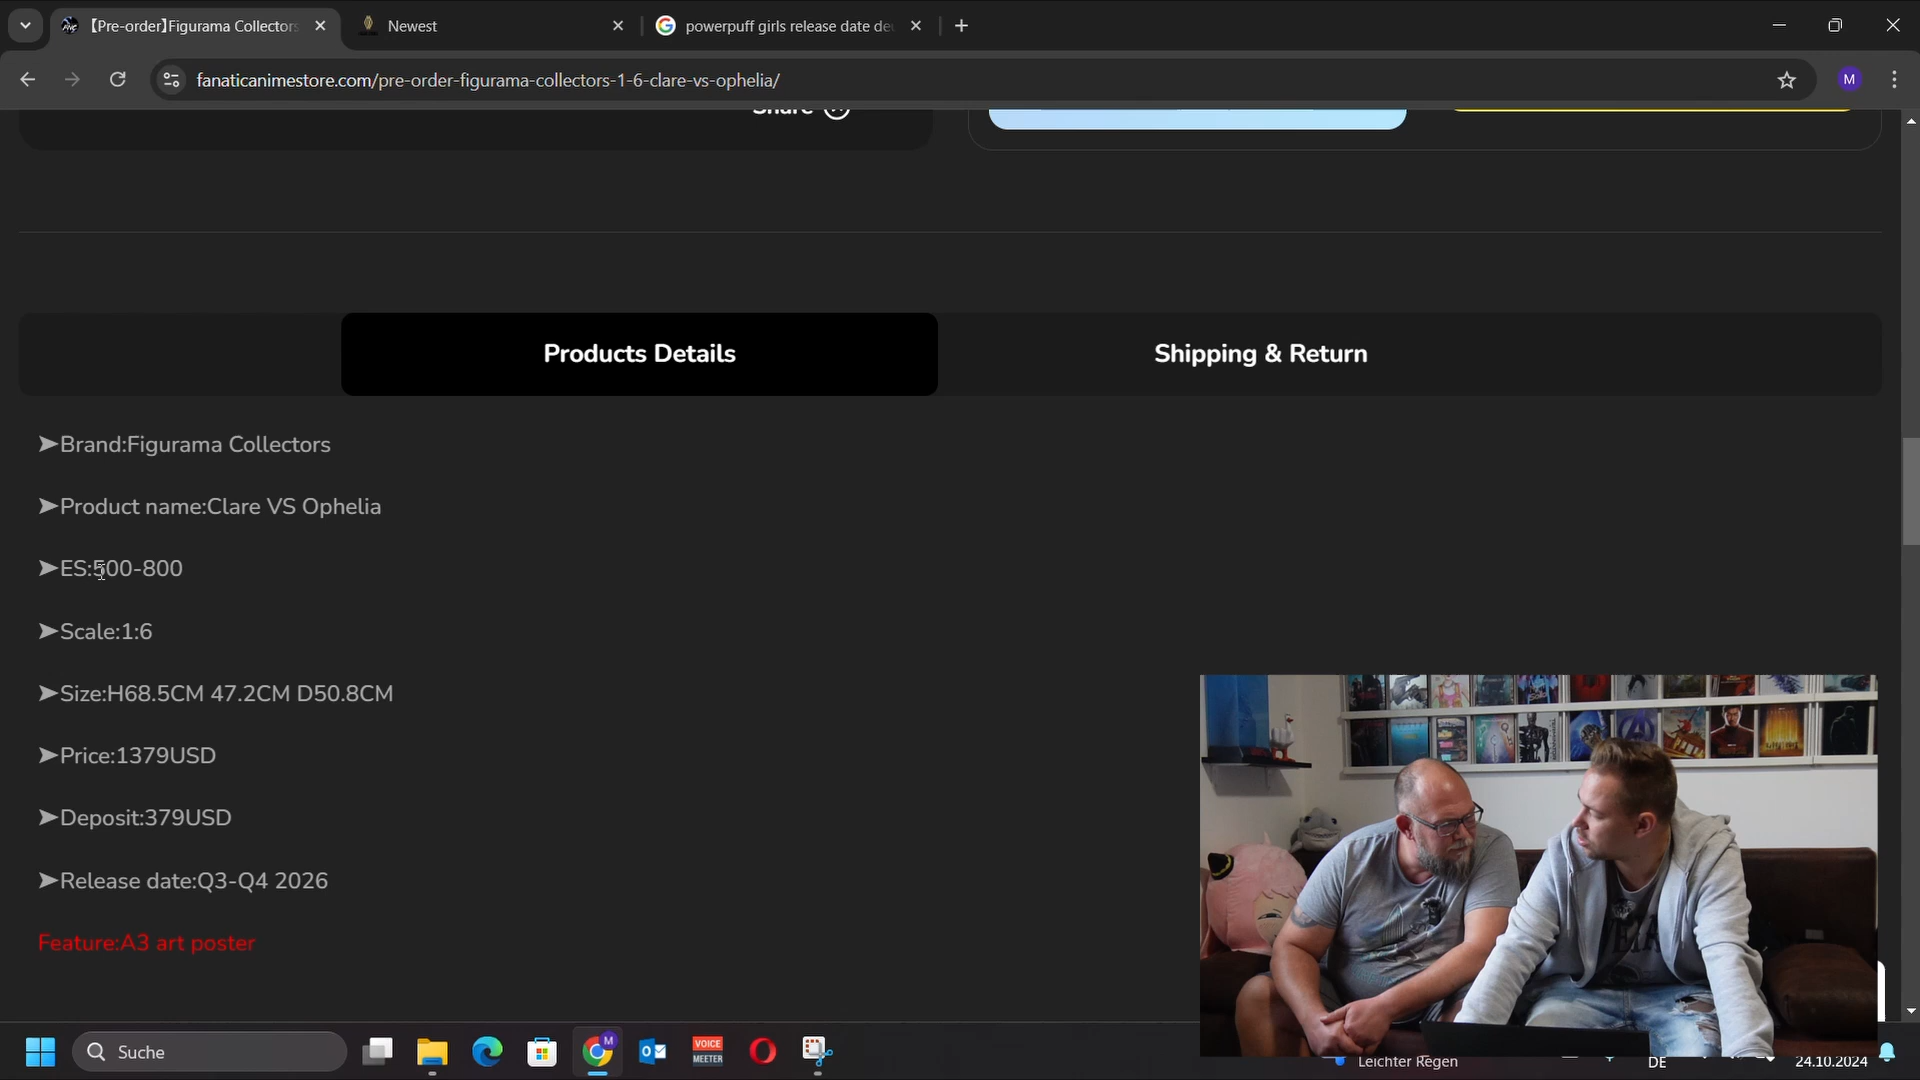 【Pre-order】Figurama Collectors
Newest
powerpuff girls release date de
fanaticanimestore.com/pre-order-figurama-collectors-1-6-clare-vs-ophelia/
M
Share
Products Details
Shipping & Return
➤Brand:Figurama Collectors
➤Product name:Clare VS Ophelia
➤ES:500-800
➤Scale:1:6
➤Size:H68.5CM 47.2CM D50.8CM
➤Price:1379USD
➤Deposit:379USD
➤Release date:Q3-Q4 2026
Feature:A3 art poster
Suche
M
VOICE
MEETER
Leichter Regen
DE
24.10.2024